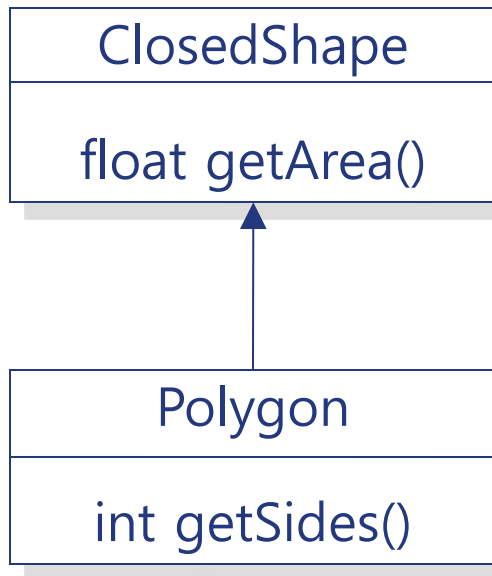 ClosedShape
float getArea()
Polygon
int getSides()